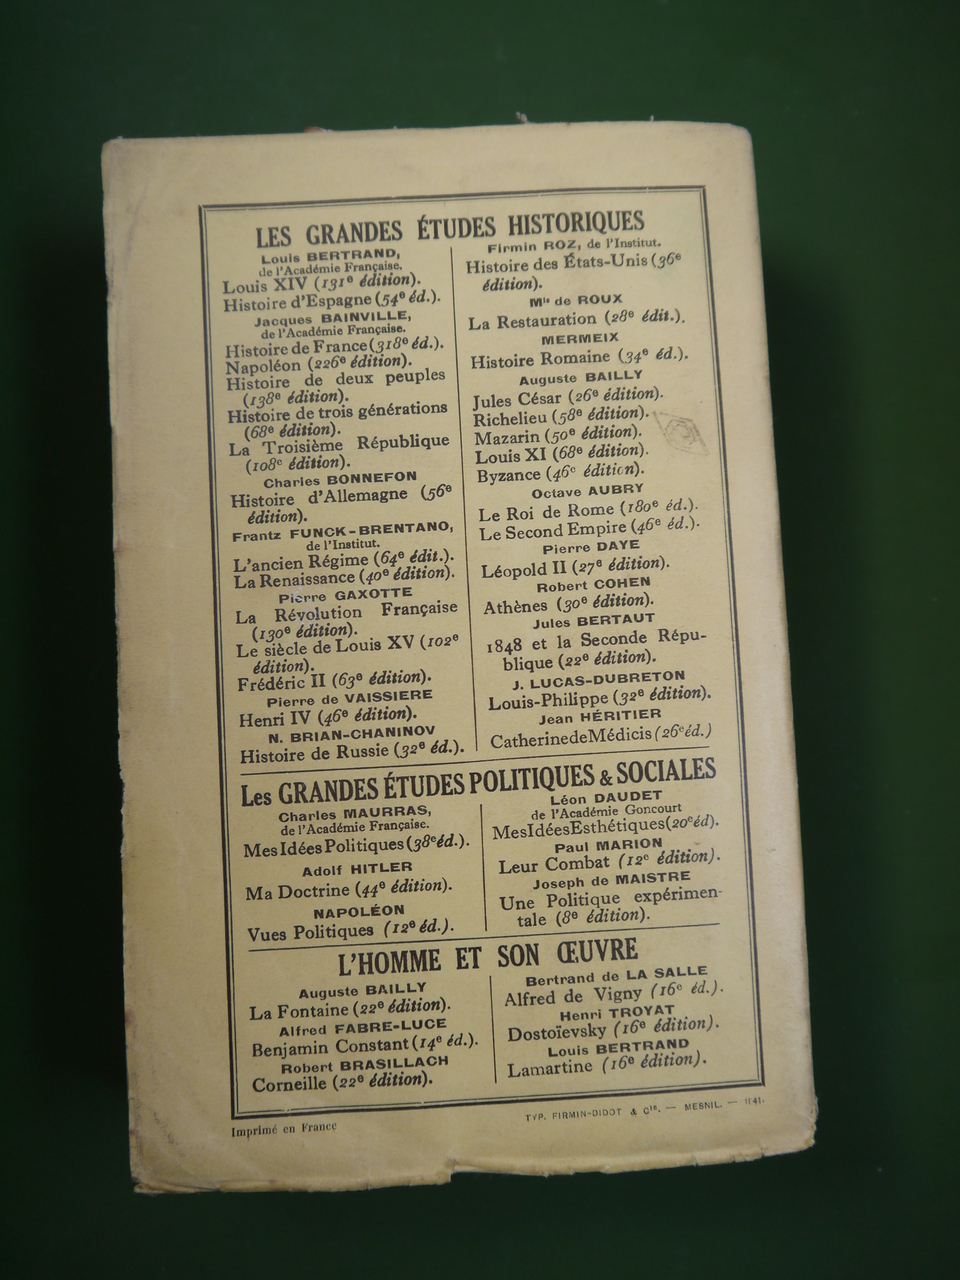 LES GRANDES ÉTUDES HISTORIQUES
Louis BERTRAND,
de l'Académie Française.
Louis XIV (131e édition).
Histoire d'Espagne (54e éd.).
Jacques BAINVILLE,
de l'Académie Française.
Histoire de France (318e éd.).
Napoléon (226e édition).
Histoire de deux peuples
(138e édition).
Histoire de trois générations
(68e édition).
La Troisième République
(108e édition).
Charles BONNEFON
Histoire d'Allemagne (56e
édition).
Frantz FUNCK-BRENTANO,
de l'Institut.
L'ancien Régime (64e édit.).
La Renaissance (40e édition).
Pierre GAXOTTE
La Révolution Française
(130e édition).
Le siècle de Louis XV (102e
édition).
Frédéric II (63e édition).
Pierre de VAISSIERE
Henri IV (46e édition).
N. BRIAN-CHANINOV
Histoire de Russie (32e éd.).
Firmin ROZ, de l'Institut.
Histoire des États-Unis (36e
édition).
Mis de ROUX
La Restauration (28e édit.).
MERMEIX
Histoire Romaine (34e éd.).
Auguste BAILLY
Jules César (26e édition).
Richelieu (58e édition).
Mazarin (50e édition).
Louis XI (68e édition).
Byzance (46e édition).
Octave AUBRY
Le Roi de Rome (180e éd.).
Le Second Empire (46e éd.).
Pierre DAYE
Léopold II (27e édition).
Robert COHEN
Athènes (30e édition).
Jules BERTAUT
1848 et la Seconde Répu-
blique (22e édition).
J. LUCAS-DUBRETON
Louis-Philippe (32e édition).
Jean HÉRITIER
Catherine de Médicis (26e éd.)
Les GRANDES ÉTUDES POLITIQUES & SOCIALES
Charles MAURRAS,
de l'Académie Française.
Mes Idées Politiques (38e éd.).
Adolf HITLER
Ma Doctrine (44e édition).
NAPOLÉON
Vues Politiques (12e éd.).
Léon DAUDET
de l'Académie Goncourt
Mes Idées Esthétiques (20e éd).
Paul MARION
Leur Combat (12e édition).
Joseph de MAISTRE
Une Politique expérimen-
tale (8e édition).
L'HOMME ET SON ŒUVRE
Auguste BAILLY
La Fontaine (22e édition).
Alfred FABRE-LUCE
Benjamin Constant (14e éd.).
Robert BRASILLACH
Corneille (22e édition).
Bertrand de LA SALLE
Alfred de Vigny (16e éd.).
Henri TROYAT
Dostoïevsky (16e édition).
Louis BERTRAND
Lamartine (16e édition).
Imprimé en France
TYP. FIRMIN-DIDOT & Cie. — MESNIL. — 1941.